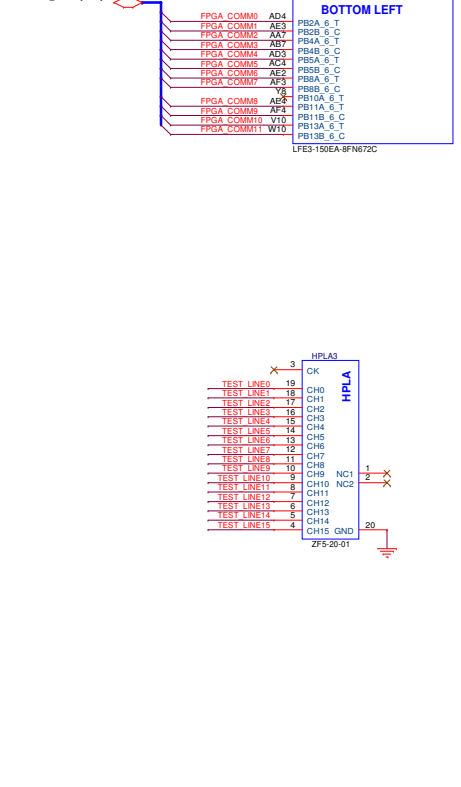 BOTTOM LEFT
FPGA_COMM0 AD4 PB2A_6_T
FPGA_COMM1 AE3 PB2B_6_C
FPGA_COMM2 AA7 PB4A_6_T
FPGA_COMM3 AB7 PB4B_6_C
FPGA_COMM4 AD3 PB5A_6_T
FPGA_COMM5 AC4 PB5B_6_C
FPGA_COMM6 AE2 PB8A_6_T
FPGA_COMM7 AF3 PB8B_6_C
Y8 PB10A_6_T
FPGA_COMM8 AE4 PB11A_6_T
FPGA_COMM9 AF4 PB11B_6_C
FPGA_COMM10 V10 PB13A_6_T
FPGA_COMM11 W10 PB13B_6_C
LFE3-150EA-8FN672C
HPLA3
HPLA
3 CK
TEST_LINE0 19 CH0
TEST_LINE1 18 CH1
TEST_LINE2 17 CH2
TEST_LINE3 16 CH3
TEST_LINE4 15 CH4
TEST_LINE5 14 CH5
TEST_LINE6 13 CH6
TEST_LINE7 12 CH7
TEST_LINE8 11 CH8
TEST_LINE9 10 CH9 NC1 1
TEST_LINE10 9 CH10 NC2 2
TEST_LINE11 8 CH11
TEST_LINE12 7 CH12
TEST_LINE13 6 CH13
TEST_LINE14 5 CH14
TEST_LINE15 4 CH15 GND 20
ZF5-20-01